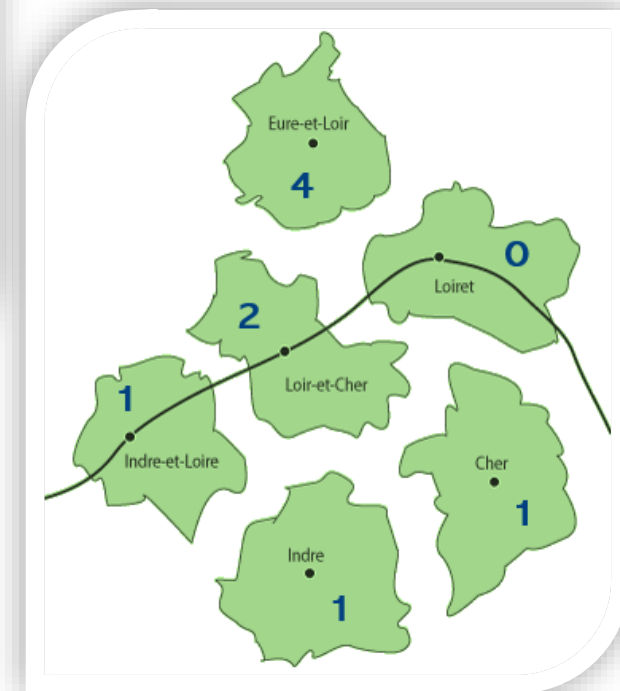 Eure-et-Loir
4
0
Loiret
2
Loir-et-Cher
1
Indre-et-Loire
Cher
1
Indre
1